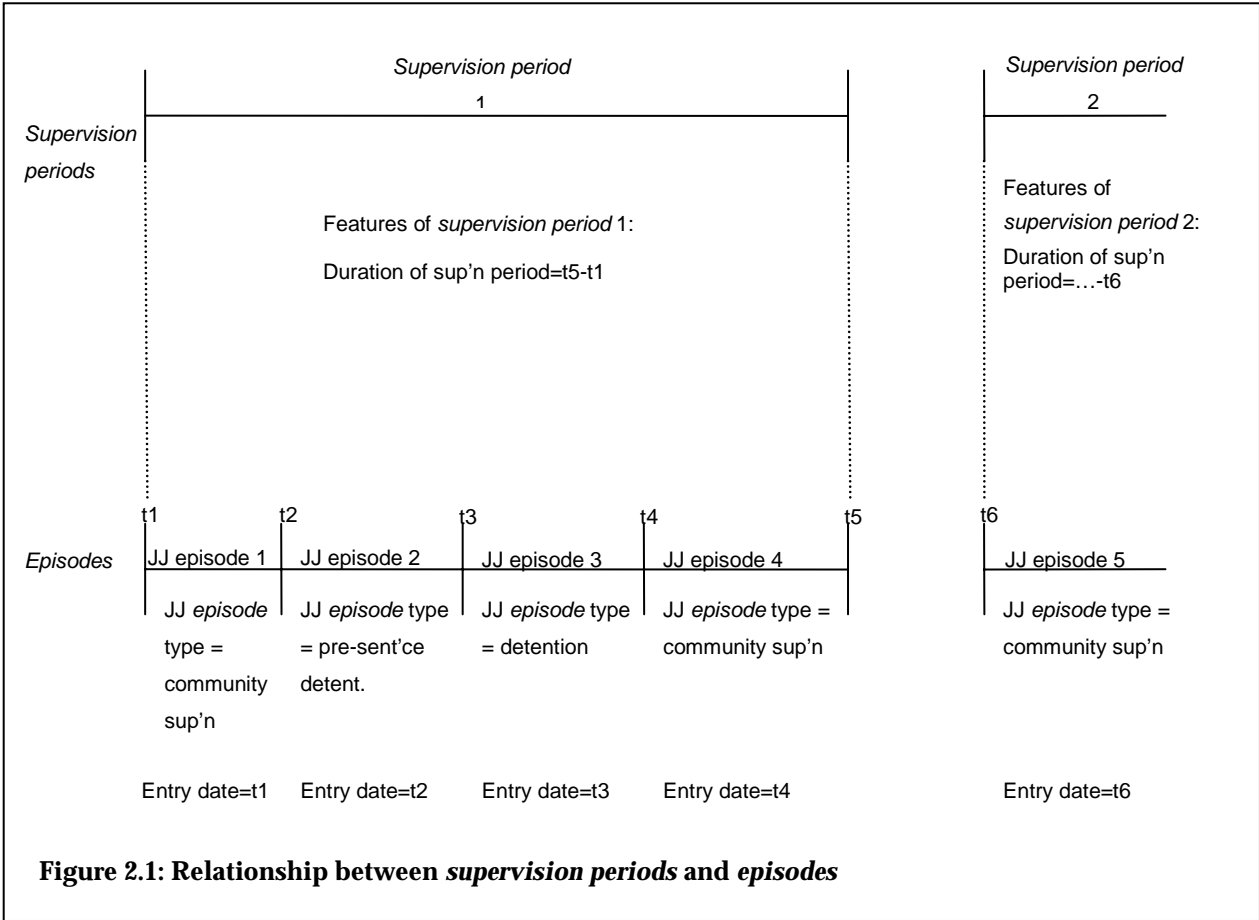 Supervision period
1
Supervision period
2
Supervision
periods
Features of supervision period 1:
Duration of sup’n period=t5-t1
Features of
supervision period 2:
Duration of sup’n
period=…-t6
t1
t2
t3
t4
t5
t6
Episodes
JJ episode 1
JJ episode 2
JJ episode 3
JJ episode 4
JJ episode 5
JJ episode
type =
community
sup’n
JJ episode type
= pre-sent’ce
detent.
JJ episode type
= detention
JJ episode type =
community sup’n
JJ episode type =
community sup’n
Entry date=t1
Entry date=t2
Entry date=t3
Entry date=t4
Entry date=t6
Figure 2.1: Relationship between supervision periods and episodes